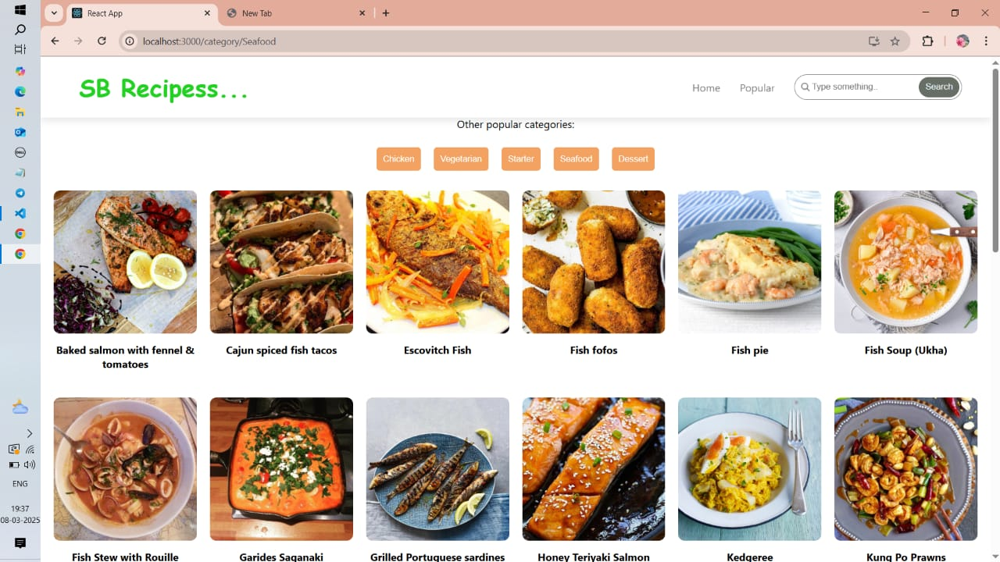 React App
New Tab
localhost:3000/category/Seafood
SB Recipess...
Home
Popular
Type something..
Search
Other popular categories:
Chicken
Vegetarian
Starter
Seafood
Dessert
Baked salmon with fennel &
tomatoes
Cajun spiced fish tacos
Escovitch Fish
Fish fofos
Fish pie
Fish Soup (Ukha)
Fish Stew with Rouille
Garides Saganaki
Grilled Portuguese sardines
Honey Teriyaki Salmon
Kedgeree
Kung Po Prawns
ENG
19:37
08-03-2025